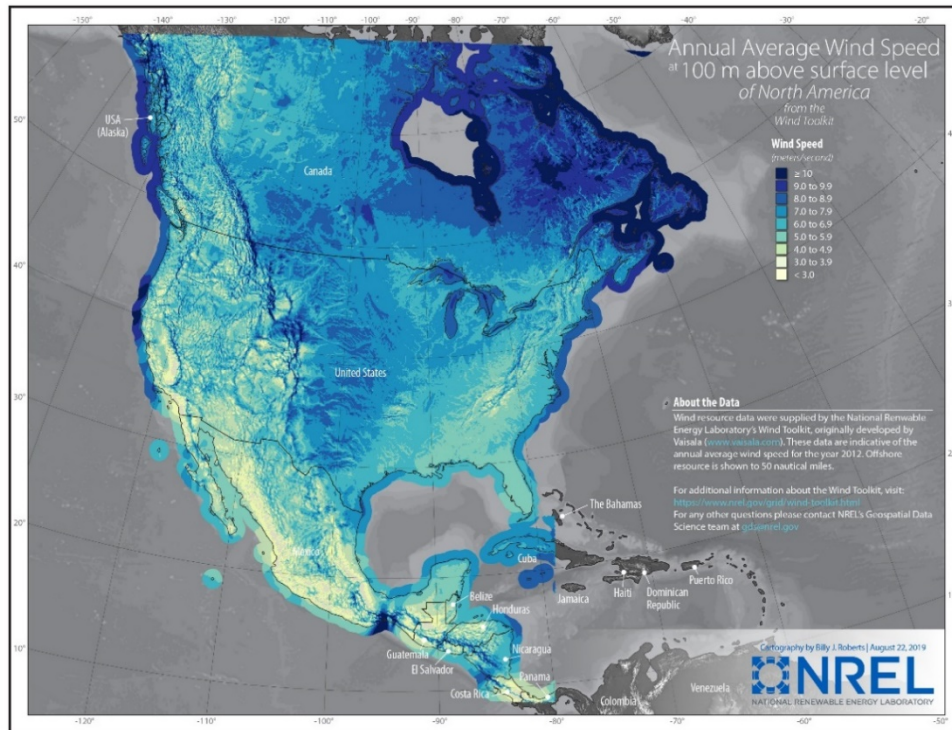 -150° -140° -130° -120° -110° -100° -90° -80° -70° -60° -50° -40° -30° -20°
Annual Average Wind Speed
at 100 m above surface level
of North America
from the
Wind Toolkit
Wind Speed
(meters/second)
≥ 10
9.0 to 9.9
8.0 to 8.9
7.0 to 7.9
6.0 to 6.9
5.0 to 5.9
4.0 to 4.9
3.0 to 3.9
< 3.0
50°
USA
(Alaska)
Canada
40°
30°
United States
About the Data
Wind resource data were supplied by the National Renwable
Energy Laboratory's Wind Toolkit, originally developed by
Vaisala (www.vaisala.com). These data are indicative of the
annual average wind speed for the year 2012. Offshore
resource is shown to 50 nautical miles.
For additional information about the Wind Toolkit, visit:
https://www.nrel.gov/grid/wind-toolkit.html
For any other questions please contact NREL's Geospatial Data
Science team at gds@nrel.gov
20°
The Bahamas
Mexico
Cuba
Belize
Honduras
Jamaica
Haiti
Dominican
Republic
Puerto Rico
10°
Guatemala
El Salvador
Nicaragua
Panama
Costa Rica
Colombia
Venezuela
Cartography by Billy J. Roberts | August 22, 2019
NREL
NATIONAL RENEWABLE ENERGY LABORATORY
-120° -110° -100° -90° -80° -70° -60° -50°